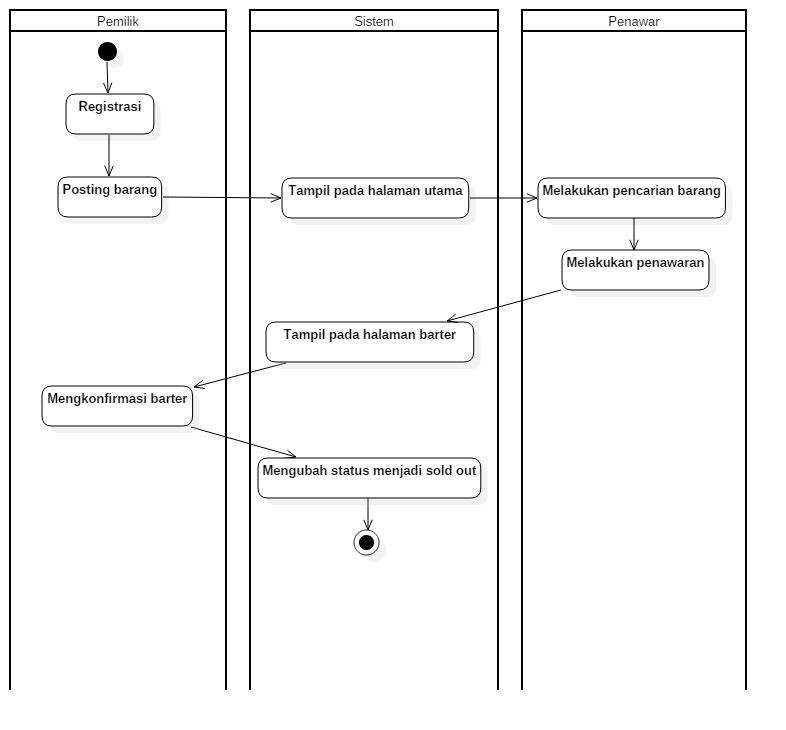 Pemilik
Sistem
Penawar
Registrasi
Posting barang
Tampil pada halaman utama
Melakukan pencarian barang
Melakukan penawaran
Tampil pada halaman barter
Mengkonfirmasi barter
Mengubah status menjadi sold out